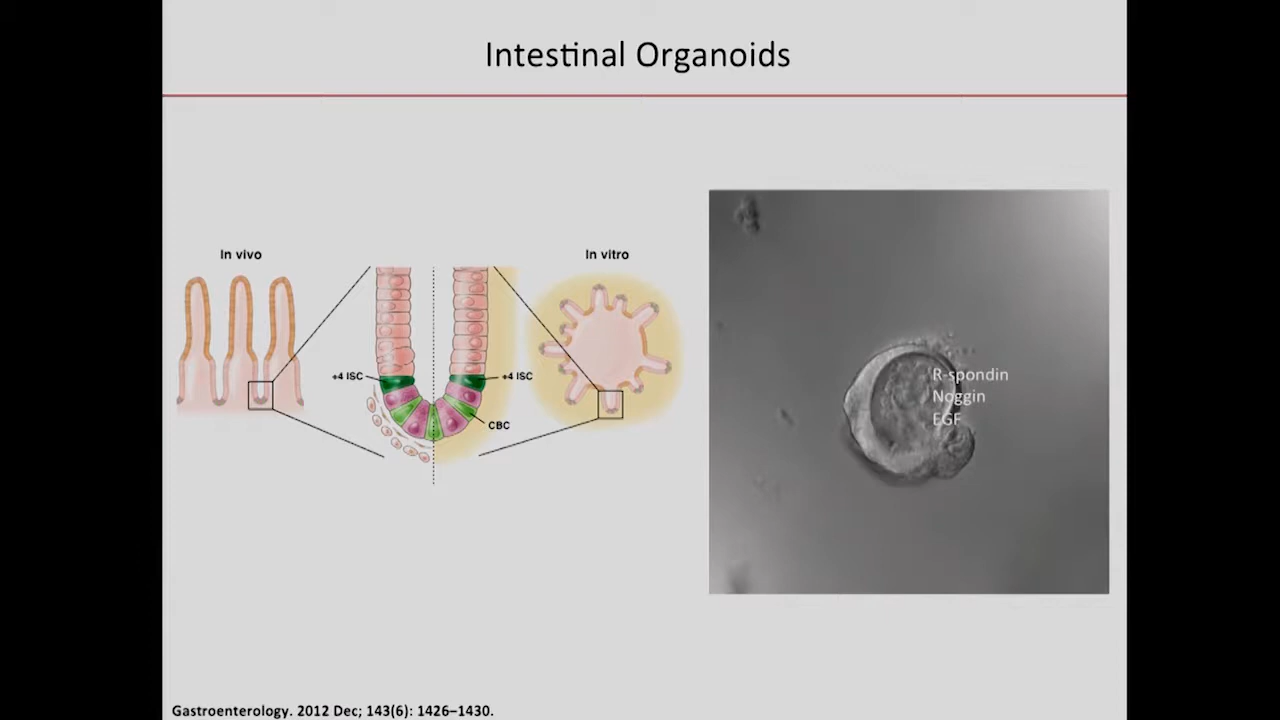 Intestinal Organoids
In vivo
In vitro
+4 ISC
+4 ISC
CBC
R-spondin
Noggin
EGF
Gastroenterology. 2012 Dec; 143(6): 1426–1430.